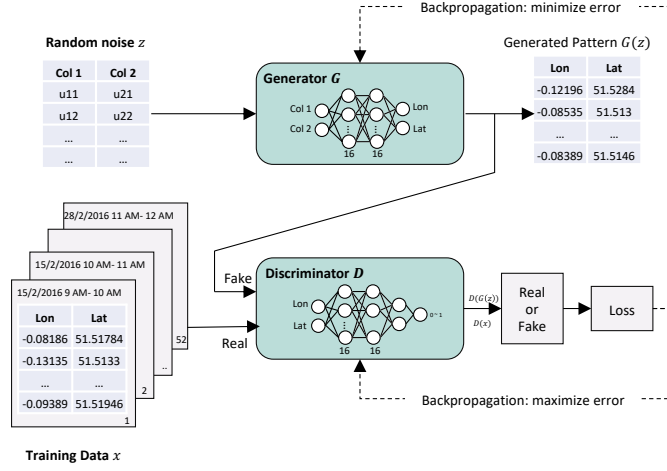 Backpropagation: minimize error
Random noise z
Col 1 Col 2
u11 u21
u12 u22
... ...
... ...
Generator G
Col 1
Col 2
Lon
Lat
16 16
Generated Pattern G(z)
Lon Lat
-0.12196 51.5284
-0.08535 51.513
... ...
-0.08389 51.5146
28/2/2016 11 AM- 12 AM
15/2/2016 10 AM- 11 AM
15/2/2016 9 AM- 10 AM
Lon Lat
-0.08186 51.51784
-0.13135 51.5133
... ...
-0.09389 51.51946
1
2
..
52
Training Data x
Fake
Real
Discriminator D
Lon
Lat
16 16
0~1
D(G(z))
D(x)
Real
or
Fake
Loss
Backpropagation: maximize error